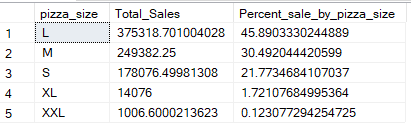 pizza_size Total_Sales Percent_sale_by_pizza_size
1 L 375318.701004028 45.8903330244889
2 M 249382.25 30.492044420599
3 S 178076.49981308 21.7734684107037
4 XL 14076 1.72107684995364
5 XXL 1006.6000213623 0.123077294254725